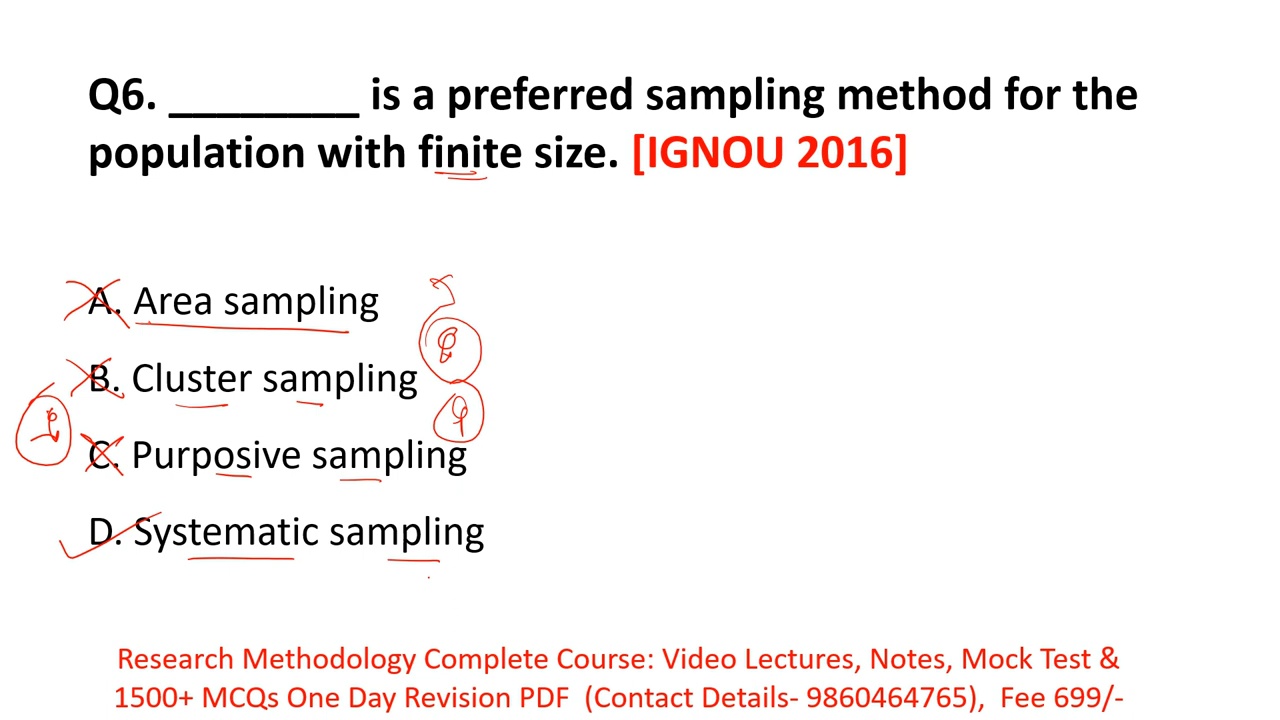 Q6. ________ is a preferred sampling method for the
population with finite size. [IGNOU 2016]
A. Area sampling
B. Cluster sampling
C. Purposive sampling
D. Systematic sampling
Research Methodology Complete Course: Video Lectures, Notes, Mock Test &
1500+ MCQs One Day Revision PDF (Contact Details- 9860464765), Fee 699/-